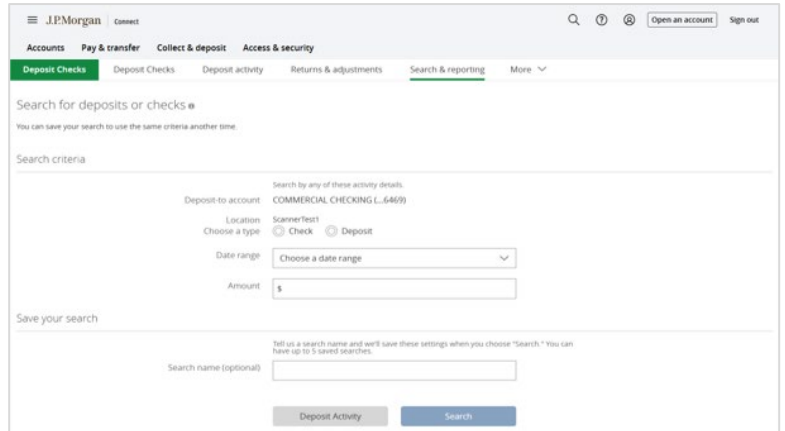 J.P.Morgan Connect Open an account Sign out
Accounts Pay & transfer Collect & deposit Access & security
Deposit Checks Deposit Checks Deposit activity Returns & adjustments Search & reporting More
Search for deposits or checks
You can save your search to use the same criteria another time
Search criteria
Search by any of these activity details.
Deposit-to account COMMERCIAL CHECKING (...6469)
Location ScannerTest1
Choose a type Check Deposit
Date range Choose a date range
Amount $
Save your search
Tell us a search name and we'll save these settings when you choose "Search." You can
have up to 5 saved searches.
Search name (optional)
Deposit Activity Search